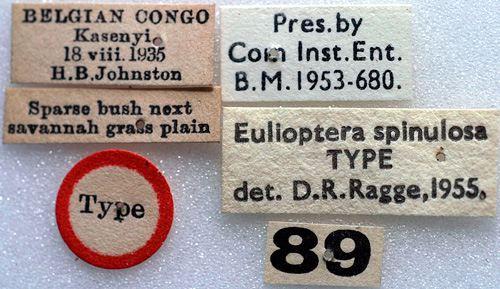 BELGIAN CONGO
Kasenyi.
18.viii.1935
H.B.Johnston
Sparse bush next
savannah grass plain
Type
Pres.by
Com Inst.Ent.
B.M.1953-680.
Eulioptera spinulosa
TYPE
det. D.R.Ragge,1955.
89